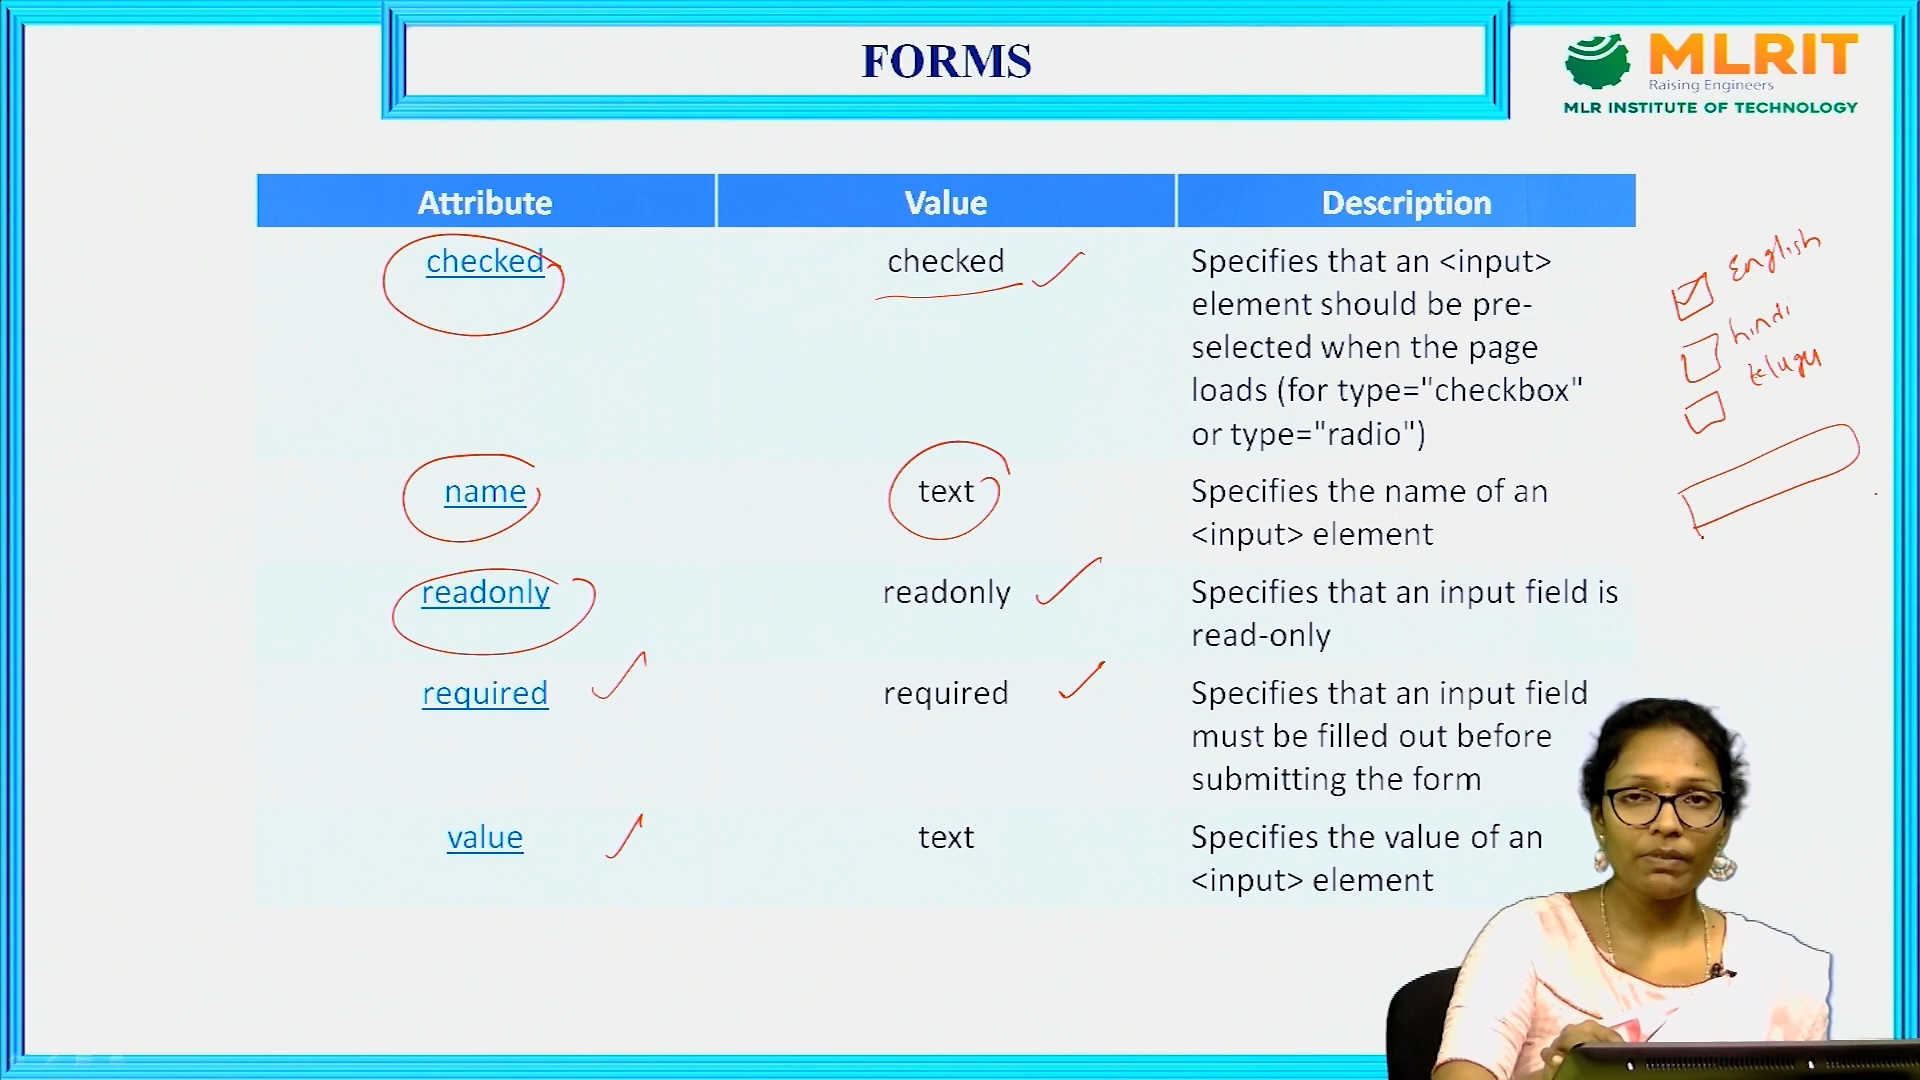 FORMS
MLRIT
Raising Engineers
MLR INSTITUTE OF TECHNOLOGY
Attribute Value Description
checked checked Specifies that an <input>
element should be pre-
selected when the page
loads (for type="checkbox"
or type="radio")
name text Specifies the name of an
<input> element
readonly readonly Specifies that an input field is
read-only
required required Specifies that an input field
must be filled out before
submitting the form
value text Specifies the value of an
<input> element
English
hindi
telugu